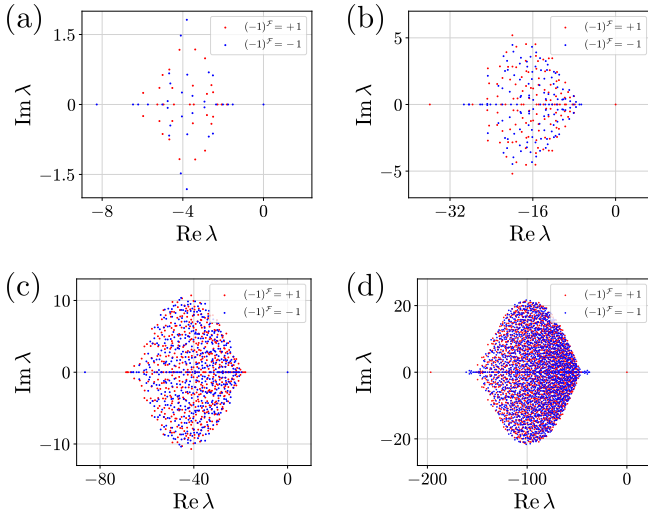 (a)
(−1)^ℱ = +1
(−1)^ℱ = −1
1.5
0
−1.5
Im λ
−8
−4
0
Re λ
(b)
(−1)^ℱ = +1
(−1)^ℱ = −1
5
0
−5
Im λ
−32
−16
0
Re λ
(c)
(−1)^ℱ = +1
(−1)^ℱ = −1
10
0
−10
Im λ
−80
−40
0
Re λ
(d)
(−1)^ℱ = +1
(−1)^ℱ = −1
20
0
−20
Im λ
−200
−100
0
Re λ